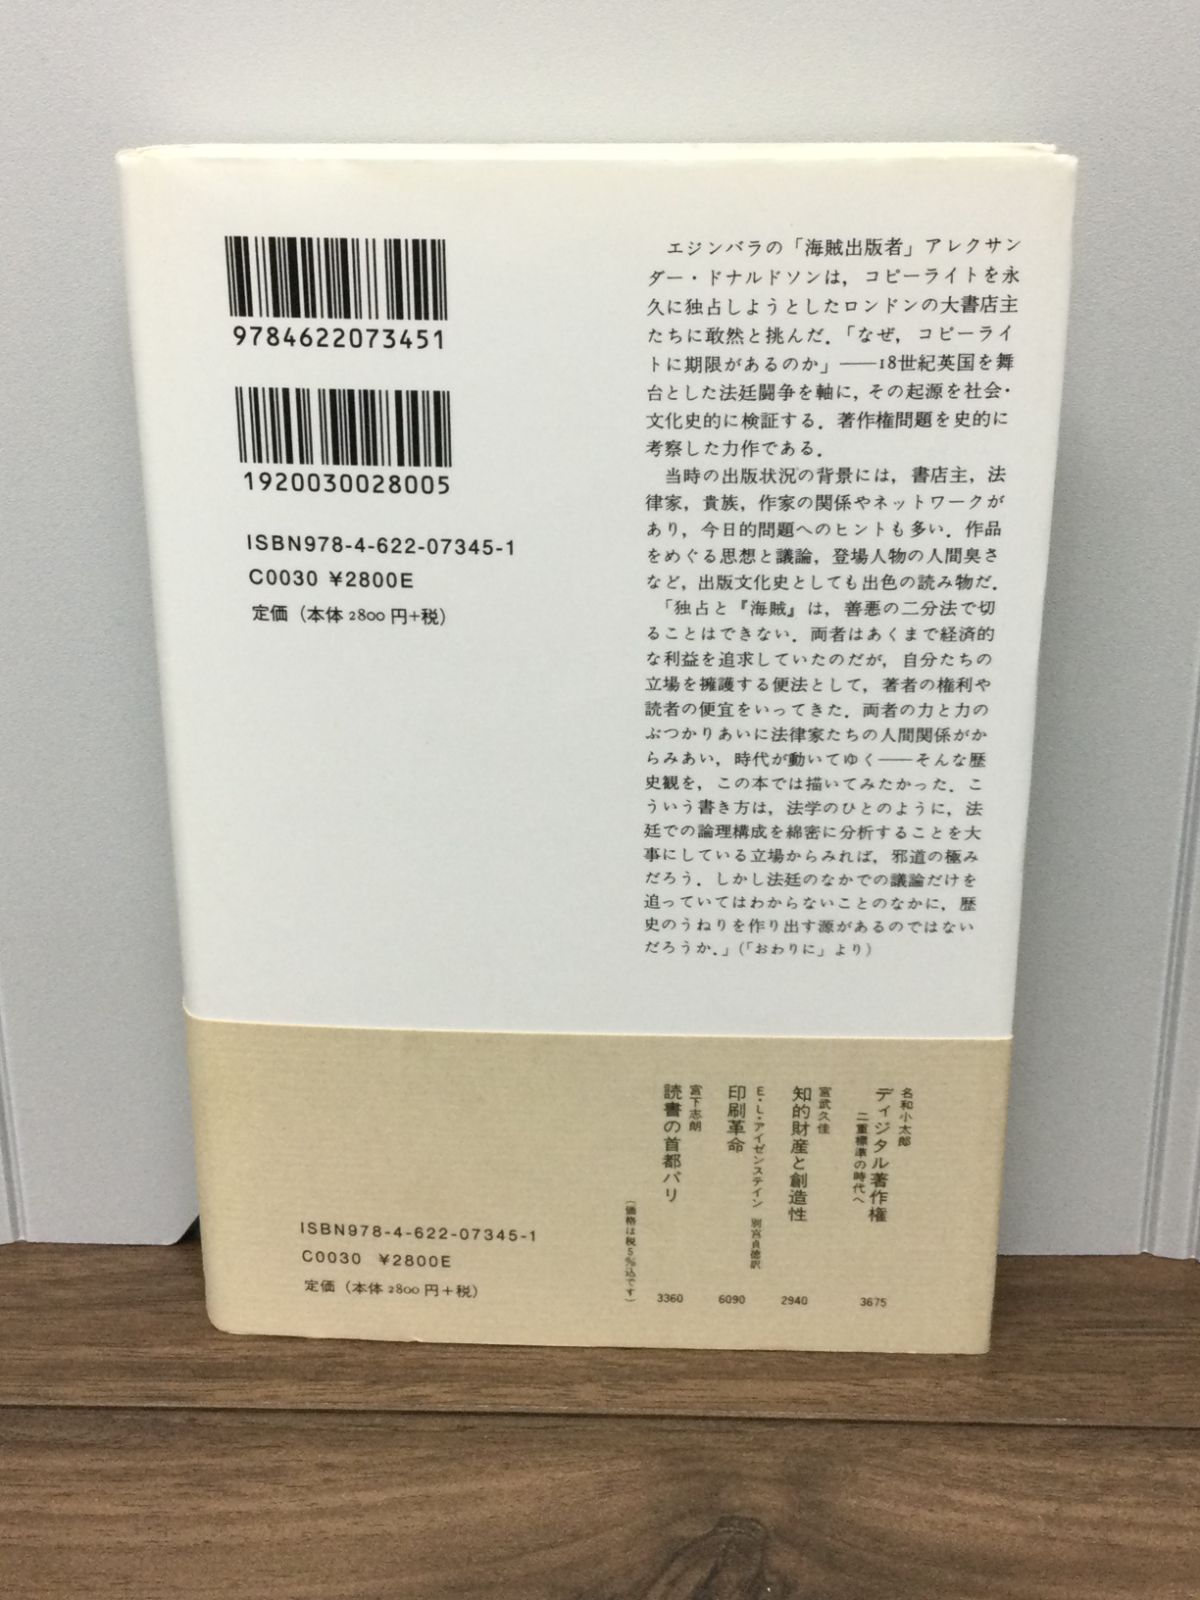 9784622073451
1920030028005
ISBN978-4-622-07345-1
C0030 ¥2800E
定価（本体2800円+税）
エジンバラの「海賊出版者」アレクサン
ダー・ドナルドソンは，コピーライトを永
久に独占しようとしたロンドンの大書店主
たちに敢然と挑んだ．「なぜ，コピーライ
トに期限があるのか」──18世紀英国を舞
台とした法廷闘争を軸に，その起源を社会・
文化史的に検証する．著作権問題を史的に
考察した力作である．
当時の出版状況の背景には，書店主，法
律家，貴族，作家の関係やネットワークが
あり，今日的問題へのヒントも多い．作品
をめぐる思想と議論，登場人物の人間臭さ
など，出版文化史としても出色の読み物だ．
「独占と『海賊』は，善悪の二分法で切
ることはできない．両者はあくまで経済的
な利益を追求していたのだが，自分たちの
立場を擁護する便法として，著者の権利や
読者の便宜をいってきた．両者の力と力の
ぶつかりあいに法律家たちの人間関係がか
らみあい，時代が動いてゆく──そんな歴
史観を，この本では描いてみたかった．こ
ういう書き方は，法学のひとのように，法
廷での論理構成を綿密に分析することを大
事にしている立場からみれば，邪道の極み
だろう．しかし法廷のなかでの議論だけを
追っていてはわからないことのなかに，歴
史のうねりを作り出す源があるのではない
だろうか．」（「おわりに」より）
名和小太郎
ディジタル著作権
二重標準の時代へ
3675
宮武久佳
知的財産と創造性
2940
E・L・アイゼンステイン 別宮貞徳訳
印刷革命
6090
宮下志朗
読書の首都パリ
3360
（価格は税5%込です）
ISBN978-4-622-07345-1
C0030 ¥2800E
定価（本体2800円+税）